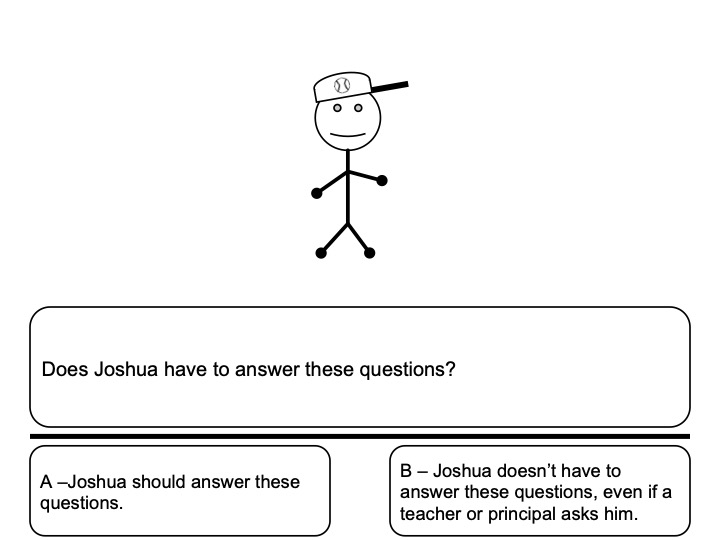 Does Joshua have to answer these questions?
A –Joshua should answer these
questions.
B – Joshua doesn’t have to
answer these questions, even if a
teacher or principal asks him.